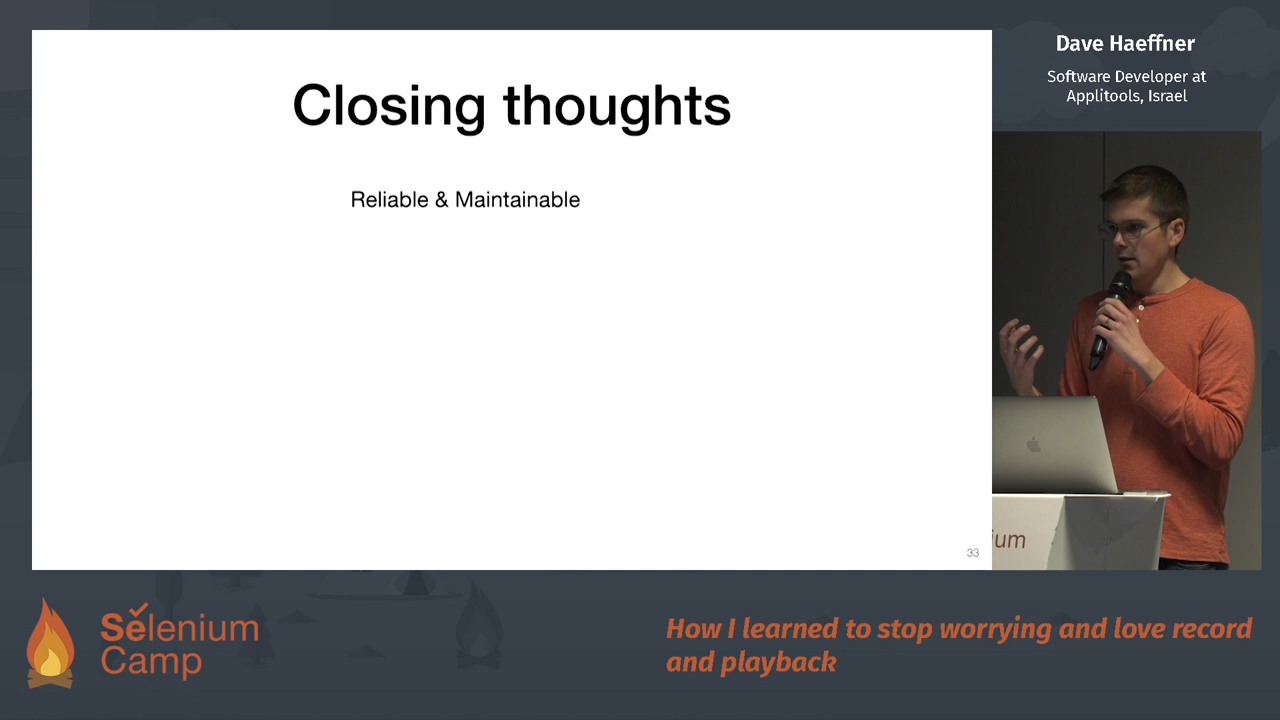 Closing thoughts
Reliable & Maintainable
33
Dave Haeffner
Software Developer at
Applitools, Israel
ium
Selenium
Camp
How I learned to stop worrying and love record
and playback